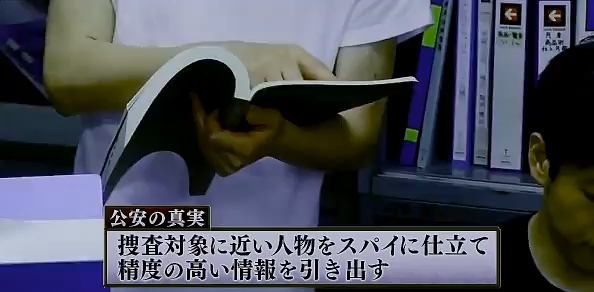 公安の真実
捜査対象に近い人物をスパイに仕立て
精度の高い情報を引き出す